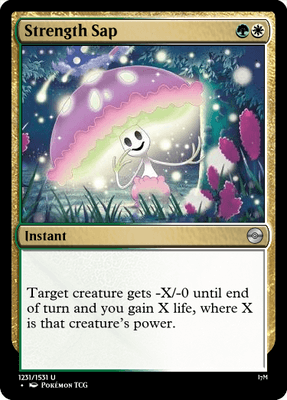 Strength Sap
Instant
Target creature gets -X/-0 until end
of turn and you gain X life, where X
is that creature's power.
1231/1531 U
Pokémon TCG
I7M